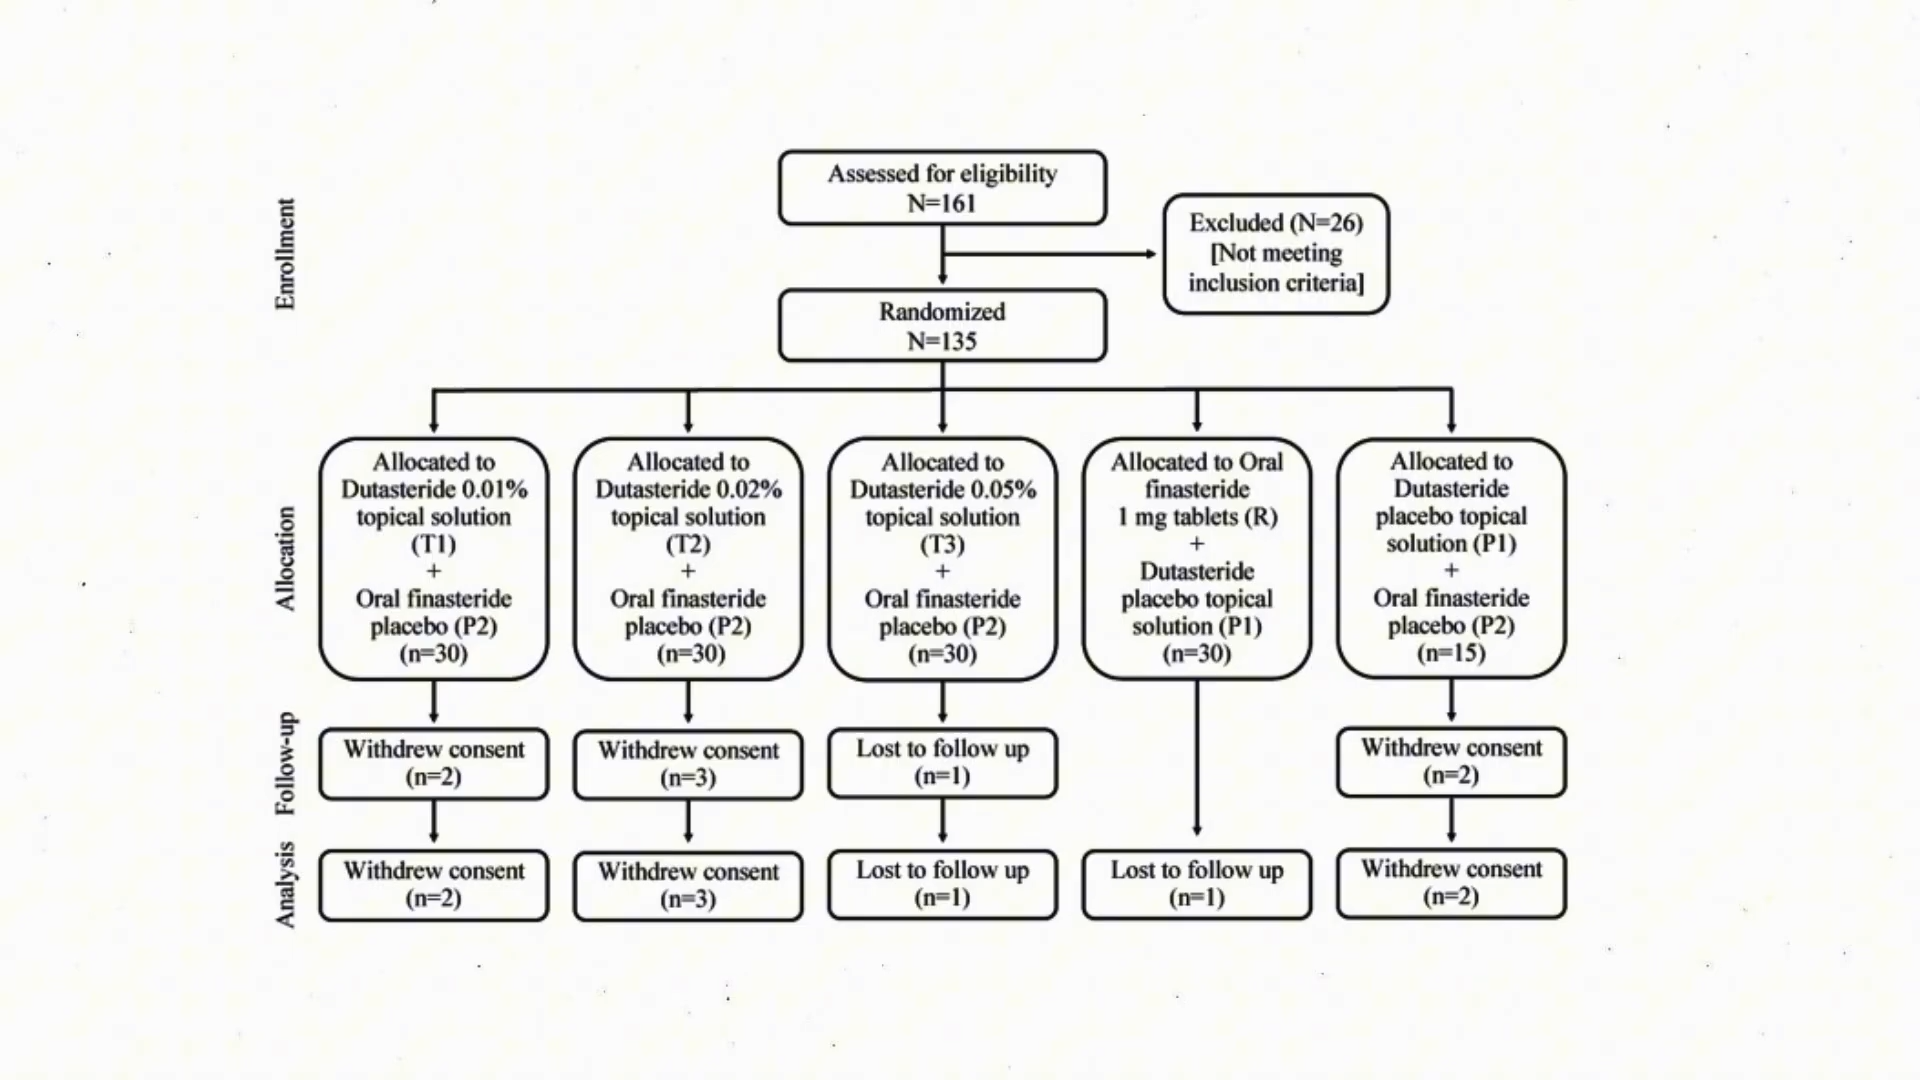 Assessed for eligibility
N=161
Excluded (N=26)
[Not meeting
inclusion criteria]
Enrollment
Randomized
N=135
Allocation
Allocated to
Dutasteride 0.01%
topical solution
(T1)
+
Oral finasteride
placebo (P2)
(n=30)
Allocated to
Dutasteride 0.02%
topical solution
(T2)
+
Oral finasteride
placebo (P2)
(n=30)
Allocated to
Dutasteride 0.05%
topical solution
(T3)
+
Oral finasteride
placebo (P2)
(n=30)
Allocated to Oral
finasteride
1 mg tablets (R)
+
Dutasteride
placebo topical
solution (P1)
(n=30)
Allocated to
Dutasteride
placebo topical
solution (P1)
+
Oral finasteride
placebo (P2)
(n=15)
Follow-up
Withdrew consent
(n=2)
Withdrew consent
(n=3)
Lost to follow up
(n=1)
Withdrew consent
(n=2)
Analysis
Withdrew consent
(n=2)
Withdrew consent
(n=3)
Lost to follow up
(n=1)
Lost to follow up
(n=1)
Withdrew consent
(n=2)